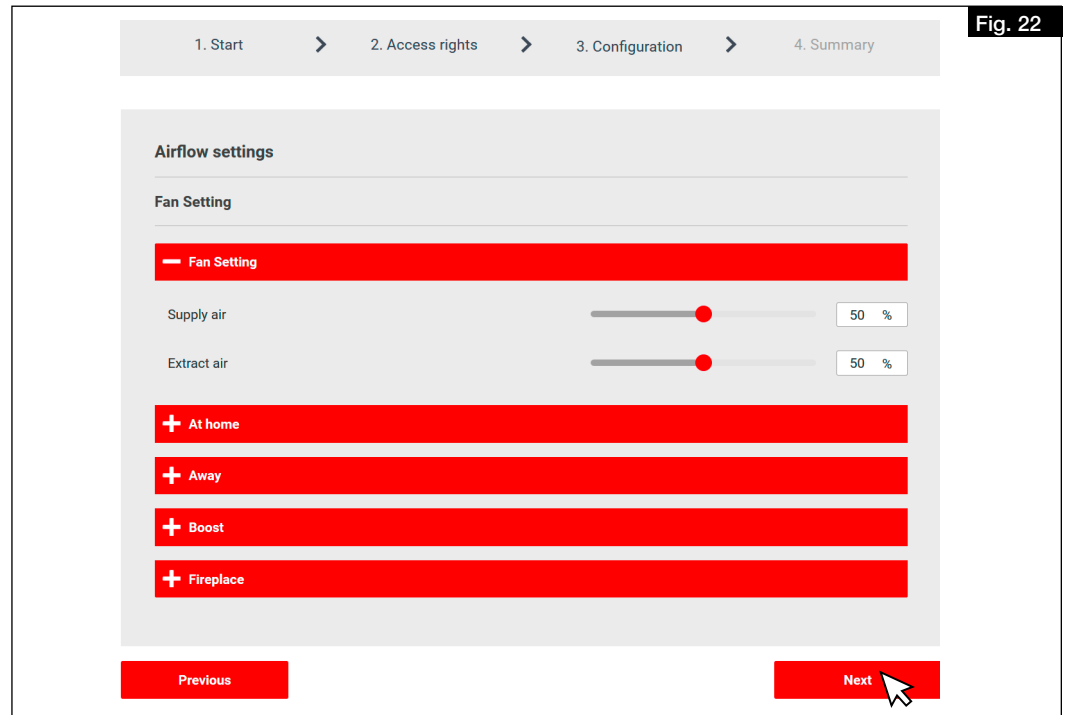 Fig. 22
1. Start > 2. Access rights > 3. Configuration > 4. Summary
Airflow settings
Fan Setting
Fan Setting
Supply air 50 %
Extract air 50 %
At home
Away
Boost
Fireplace
Previous Next